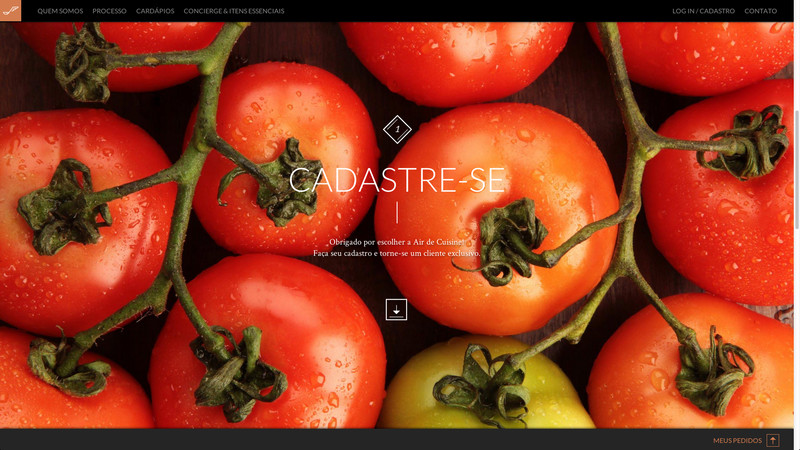 QUEM SOMOS PROCESSO CARDÁPIOS CONCIERGE & ITENS ESSENCIAIS LOG IN / CADASTRO CONTATO
1
CADASTRE-SE
Obrigado por escolher a Air de Cuisine!
Faça seu cadastro e torne-se um cliente exclusivo.
MEUS PEDIDOS